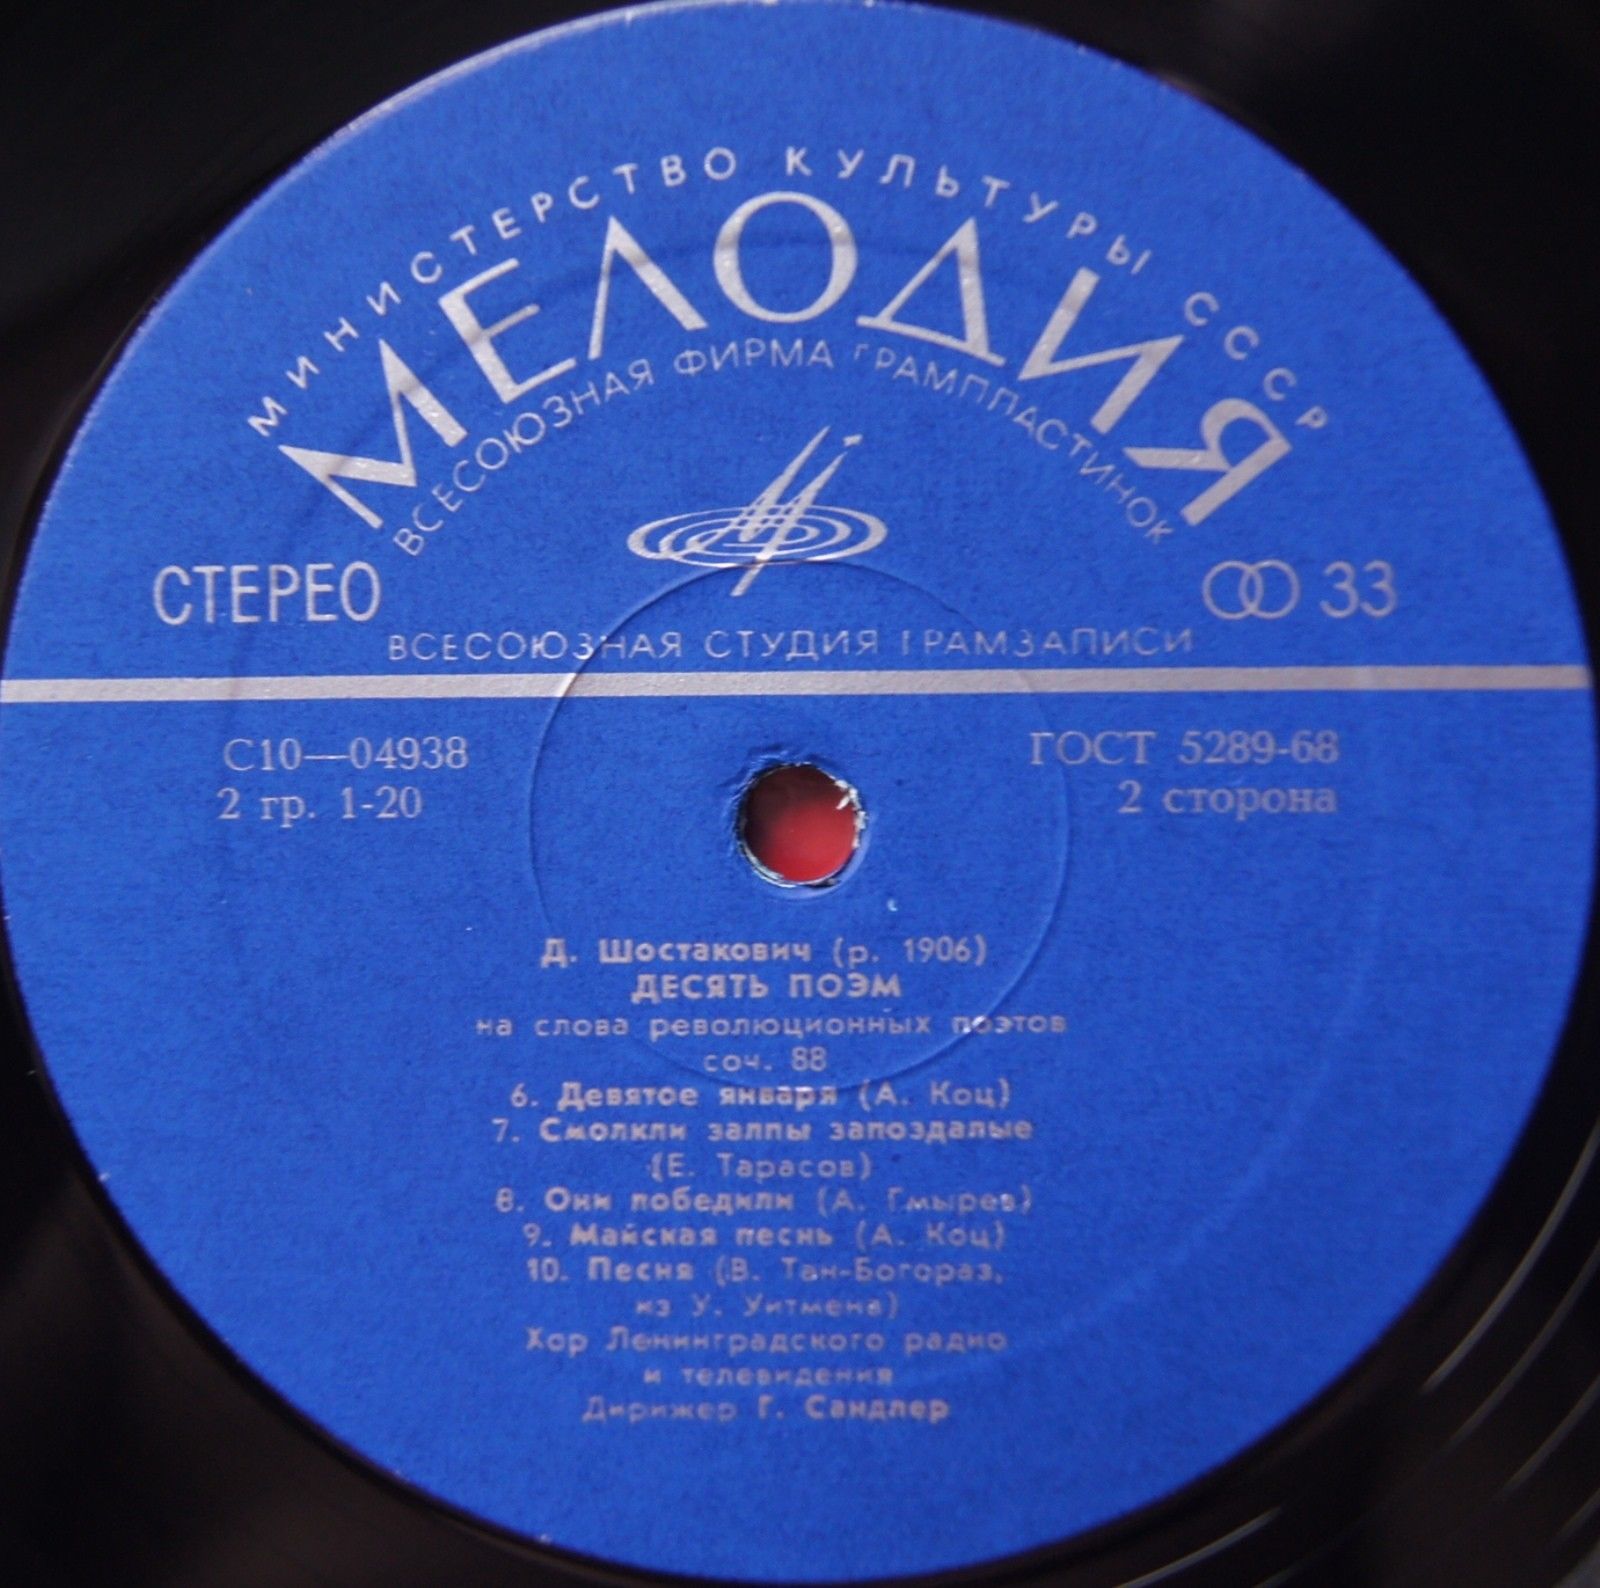 МИНИСТЕРСТВО КУЛЬТУРЫ СССР
МЕЛОДИЯ
ВСЕСОЮЗНАЯ ФИРМА ГРАМПЛАСТИНОК
СТЕРЕО
33
ВСЕСОЮЗНАЯ СТУДИЯ ГРАМЗАПИСИ
С10—04938
ГОСТ 5289-68
2 гр. 1-20
2 сторона
Д. Шостакович (р. 1906)
ДЕСЯТЬ ПОЭМ
на слова революционных поэтов
соч. 88
6. Девятое января (А. Коц)
7. Смолкли залпы запоздалые
(Е. Тарасов)
8. Они победили (А. Гмырев)
9. Майская песнь (А. Коц)
10. Песня (В. Тан-Богораз,
из У. Уитмена)
Хор Ленинградского радио
и телевидения
Дирижер Г. Сандлер